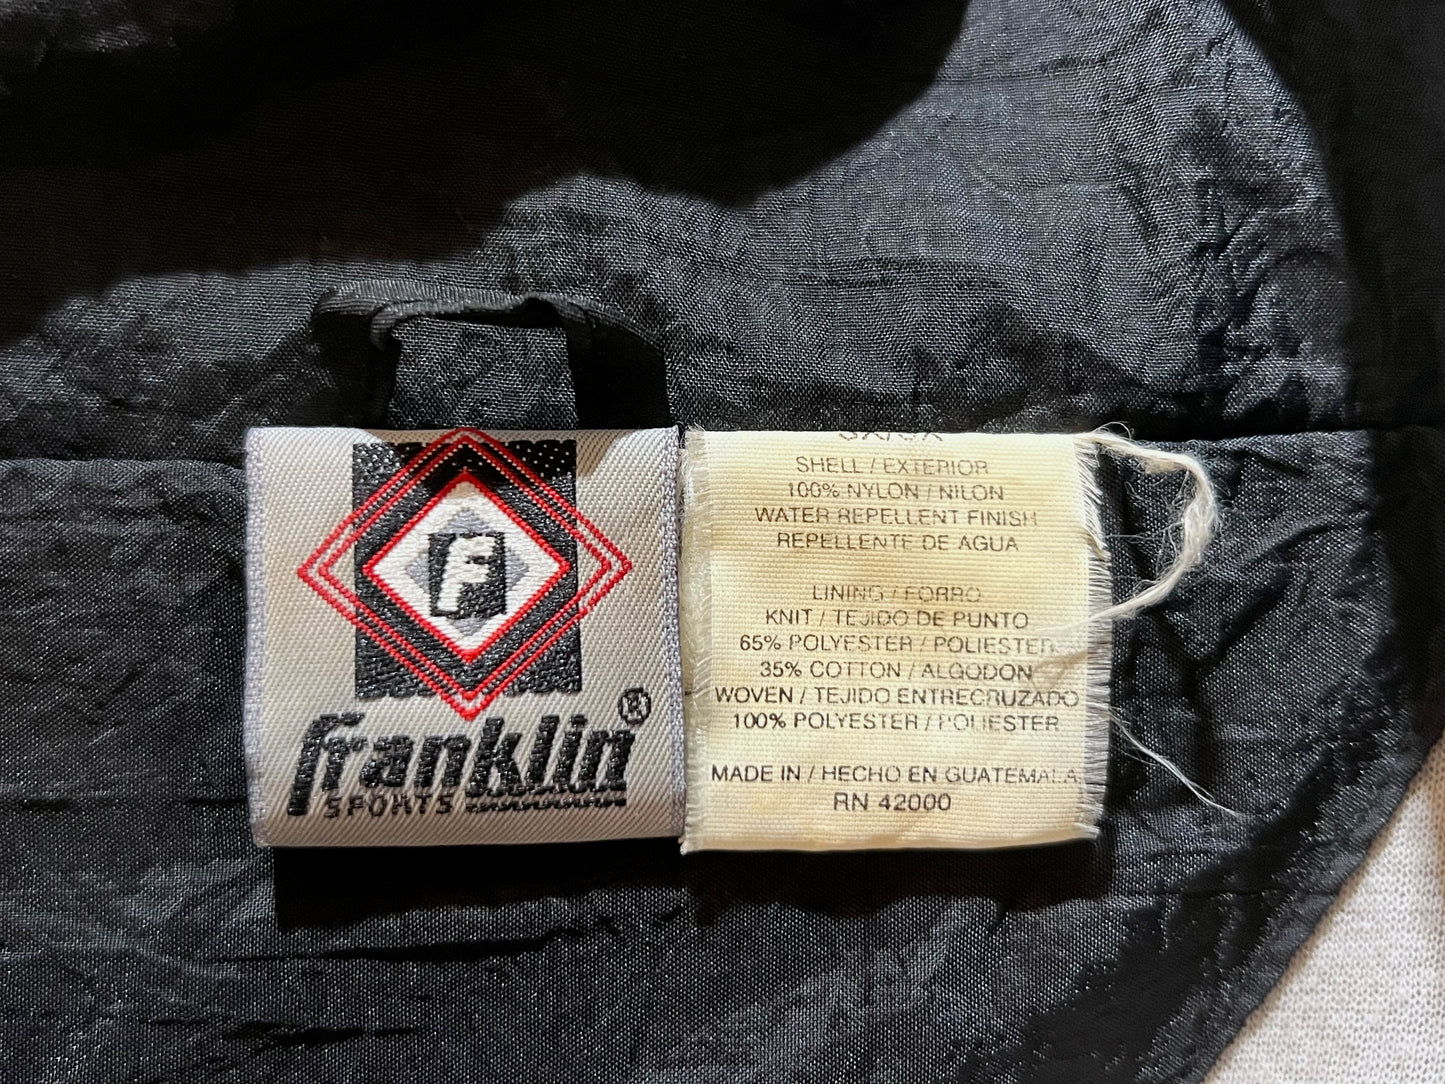 F
franklin®
SPORTS
3X/3X
SHELL / EXTERIOR
100% NYLON / NILON
WATER REPELLENT FINISH
REPELLENTE DE AGUA
LINING / FORRO
KNIT / TEJIDO DE PUNTO
65% POLYESTER / POLIESTER
35% COTTON / ALGODON
WOVEN / TEJIDO ENTRECRUZADO
100% POLYESTER / POLIESTER
MADE IN / HECHO EN GUATEMALA
RN 42000